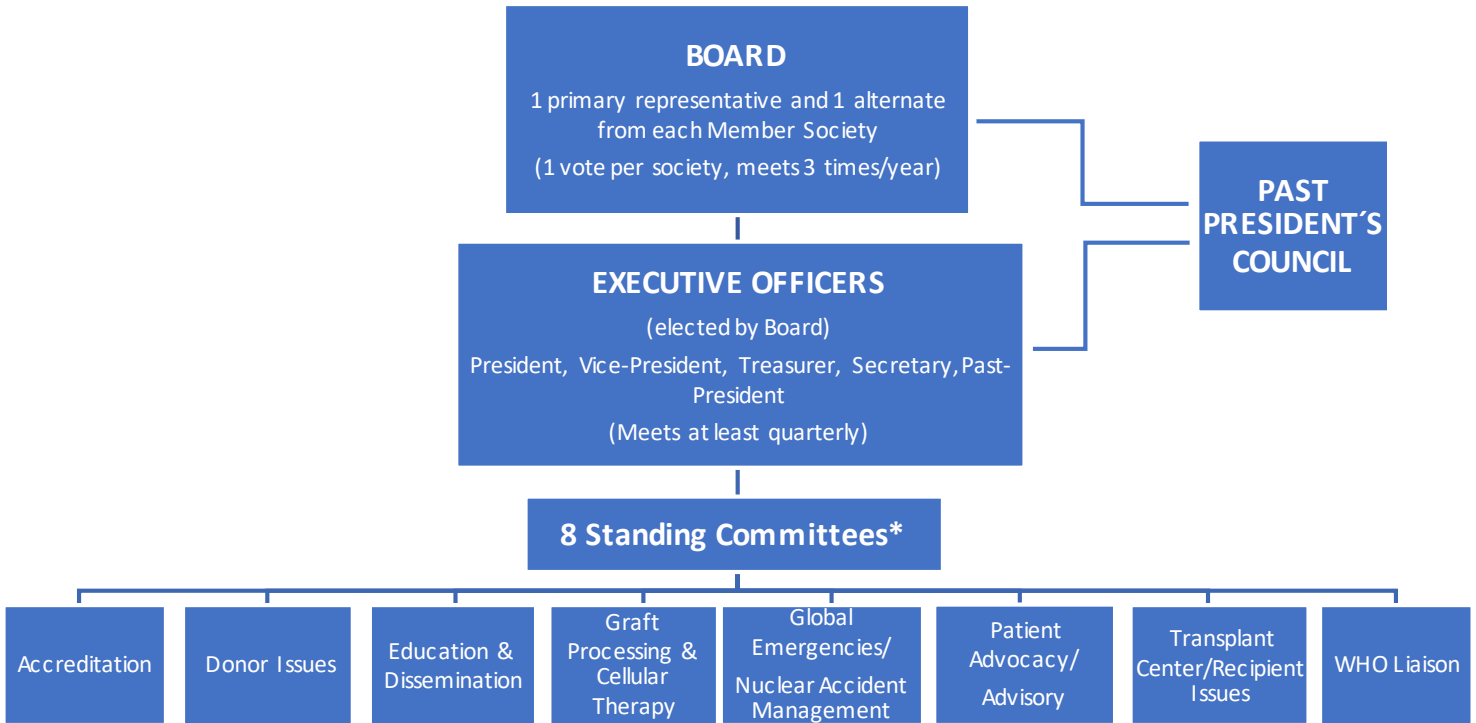 BOARD
1 primary representative and 1 alternate
from each Member Society
(1 vote per society, meets 3 times/year)
PAST
PRESIDENT´S
COUNCIL
EXECUTIVE OFFICERS
(elected by Board)
President, Vice-President, Treasurer, Secretary, Past-
President
(Meets at least quarterly)
8 Standing Committees*
Accreditation
Donor Issues
Education &
Dissemination
Graft
Processing &
Cellular
Therapy
Global
Emergencies/
Nuclear Accident
Management
Patient
Advocacy/
Advisory
Transplant
Center/Recipient
Issues
WHO Liaison